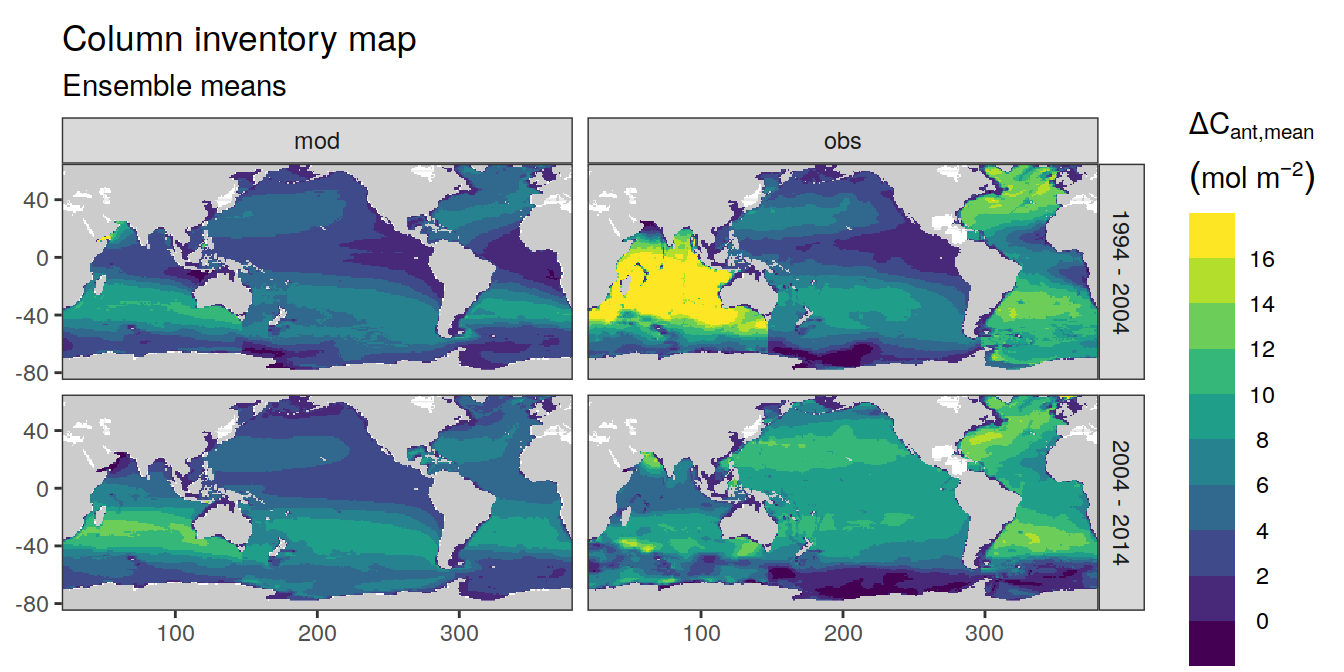 Column inventory map
Ensemble means
mod
obs
ΔCant,mean
(mol m−2)
40
0
-40
-80
1994 - 2004
40
0
-40
-80
2004 - 2014
100
200
300
100
200
300
16
14
12
10
8
6
4
2
0